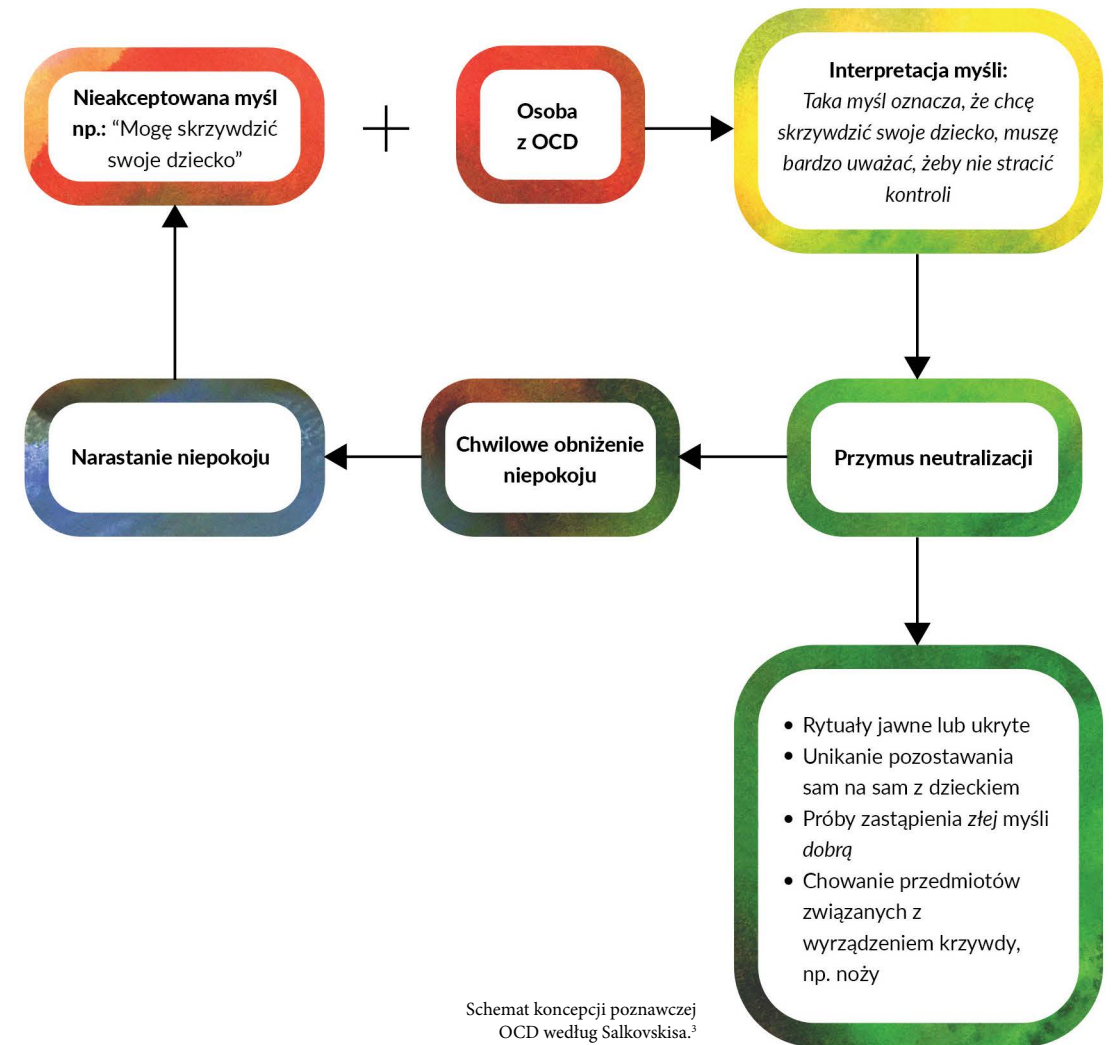 Nieakceptowana myśl
np.: “Mogę skrzywdzić
swoje dziecko”
+
Osoba
z OCD
Interpretacja myśli:
Taka myśl oznacza, że chcę
skrzywdzić swoje dziecko, muszę
bardzo uważać, żeby nie stracić
kontroli
Narastanie niepokoju
Chwilowe obniżenie
niepokoju
Przymus neutralizacji
• Rytuały jawne lub ukryte
• Unikanie pozostawania
sam na sam z dzieckiem
• Próby zastąpienia złej myśli
dobrą
• Chowanie przedmiotów
związanych z
wyrządzeniem krzywdy,
np. noży
Schemat koncepcji poznawczej
OCD według Salkovskisa.³